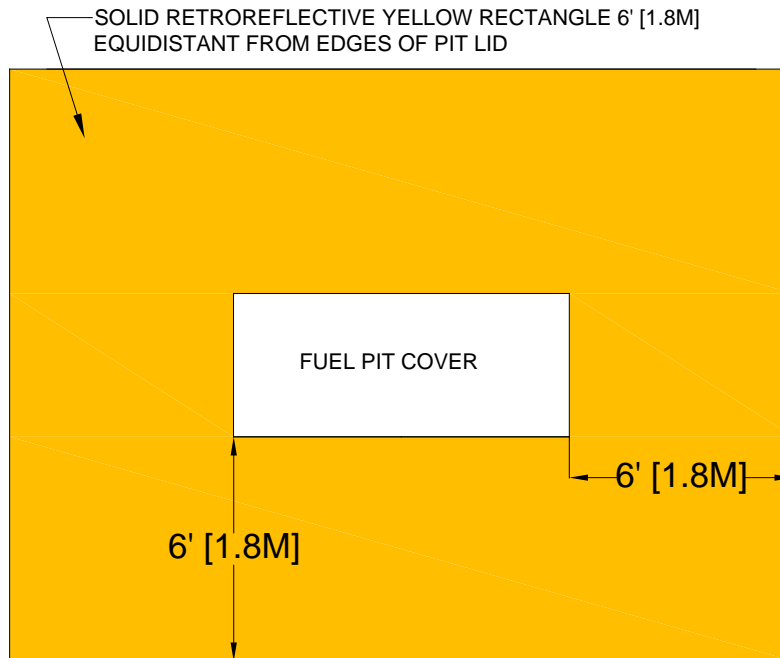 SOLID RETROREFLECTIVE YELLOW RECTANGLE 6' [1.8M]
EQUIDISTANT FROM EDGES OF PIT LID
FUEL PIT COVER
6' [1.8M]
6' [1.8M]